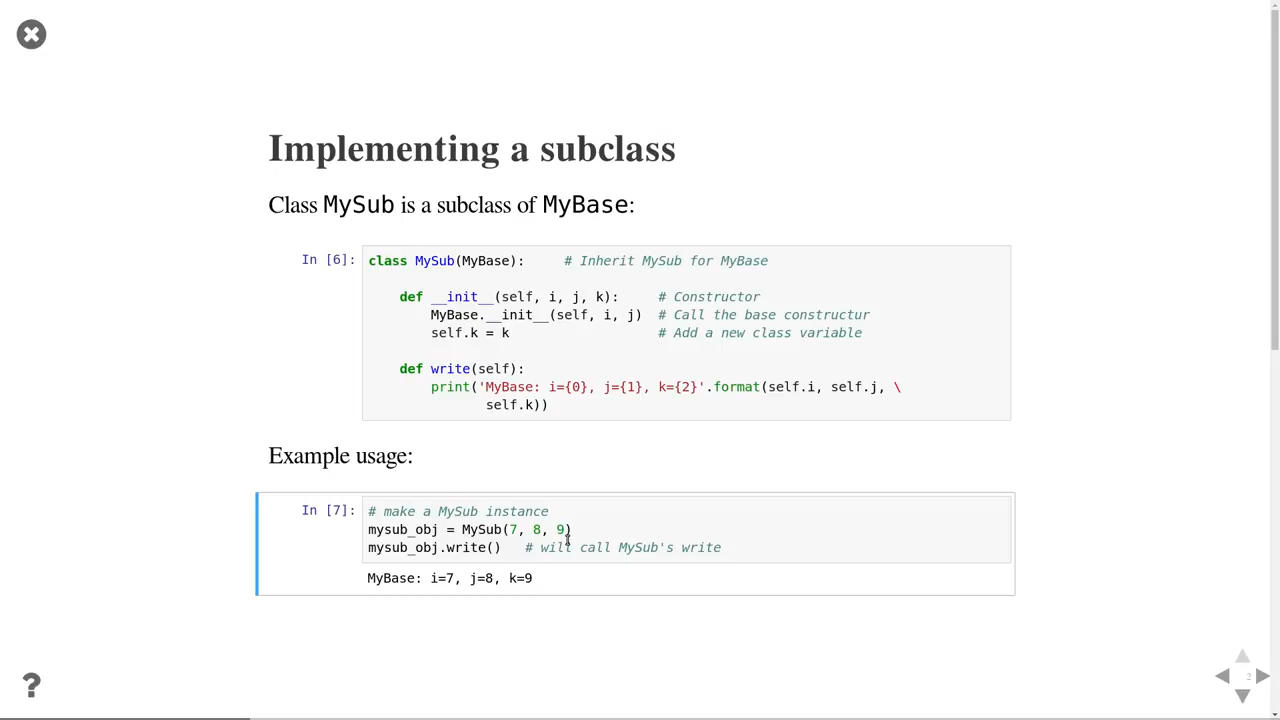 Implementing a subclass
Class MySub is a subclass of MyBase:
In [6]:
class MySub(MyBase):     # Inherit MySub for MyBase
    def __init__(self, i, j, k):     # Constructor
        MyBase.__init__(self, i, j)  # Call the base constructur
        self.k = k                   # Add a new class variable
    def write(self):
        print('MyBase: i={0}, j={1}, k={2}'.format(self.i, self.j, \
               self.k))
Example usage:
In [7]:
# make a MySub instance
mysub_obj = MySub(7, 8, 9)
mysub_obj.write()   # will call MySub's write
MyBase: i=7, j=8, k=9
?
2